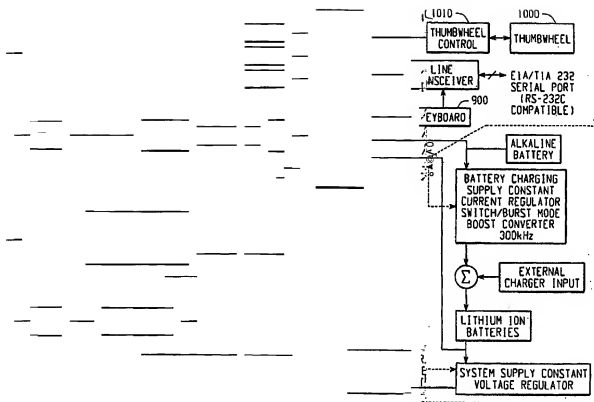 1010
1000
THUMBWHEEL
CONTROL
THUMBWHEEL
LINE
NSCEIVER
EIA/TIA 232
SERIAL PORT
(RS-232C
COMPATIBLE)
900
EYBOARD
ALKALINE
BATTERY
BATTERY CHARGING
SUPPLY CONSTANT
CURRENT REGULATOR
SWITCH/BURST MODE
BOOST CONVERTER
300kHz
Σ
EXTERNAL
CHARGER INPUT
LITHIUM ION
BATTERIES
SYSTEM SUPPLY CONSTANT
VOLTAGE REGULATOR